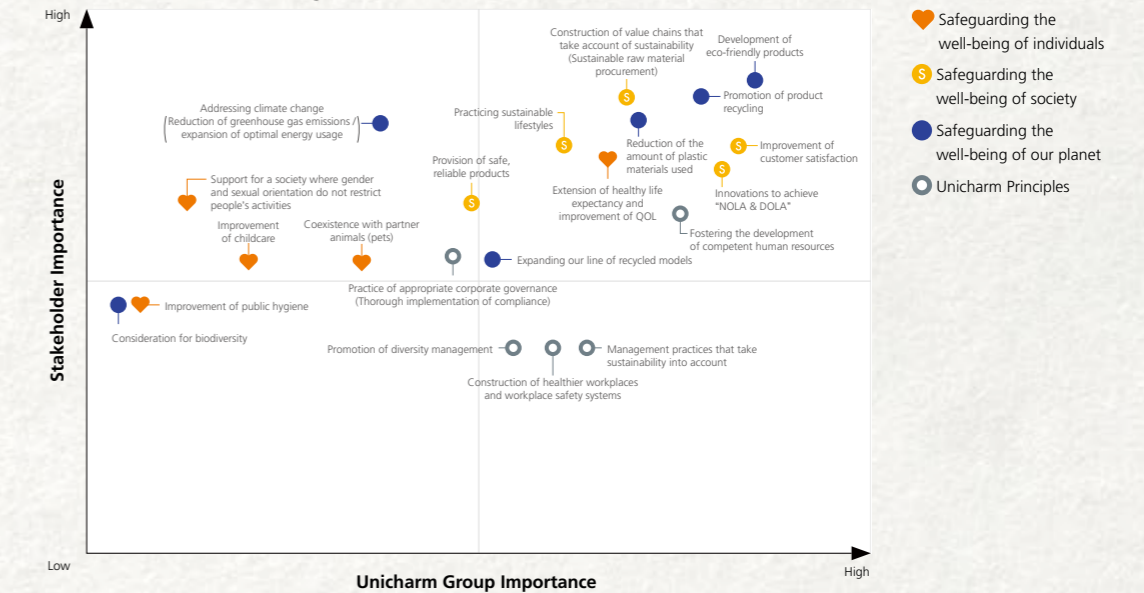 High
Construction of value chains that
take account of sustainability
(Sustainable raw material
procurement)
Development of
eco-friendly products
Promotion of product
recycling
Addressing climate change
(Reduction of greenhouse gas emissions /
expansion of optimal energy usage)
Practicing sustainable
lifestyles
Reduction of the
amount of plastic
materials used
S Improvement of
customer satisfaction
Provision of safe,
reliable products
Support for a society where gender
and sexual orientation do not restrict
people's activities
Extension of healthy life
expectancy and
improvement of QOL
Innovations to achieve
"NOLA & DOLA"
S
S
S
S
Improvement
of childcare
Coexistence with partner
animals (pets)
Fostering the development
of competent human resources
Expanding our line of recycled models
Practice of appropriate corporate governance
(Thorough implementation of compliance)
Improvement of public hygiene
Consideration for biodiversity
Promotion of diversity management
Management practices that take
sustainability into account
Construction of healthier workplaces
and workplace safety systems
Stakeholder Importance
Low
Unicharm Group Importance
High
Safeguarding the
well-being of individuals
S Safeguarding the
well-being of society
Safeguarding the
well-being of our planet
Unicharm Principles